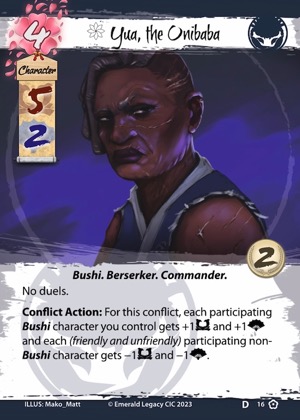 4
Yua, the Onibaba
Character
5
2
2
Bushi. Berserker. Commander.
No duels.
Conflict Action: For this conflict, each participating
Bushi character you control gets +1 and +1
and each (friendly and unfriendly) participating non-
Bushi character gets −1 and −1.
ILLUS: Mako_Matt
© Emerald Legacy CIC 2023
D 16